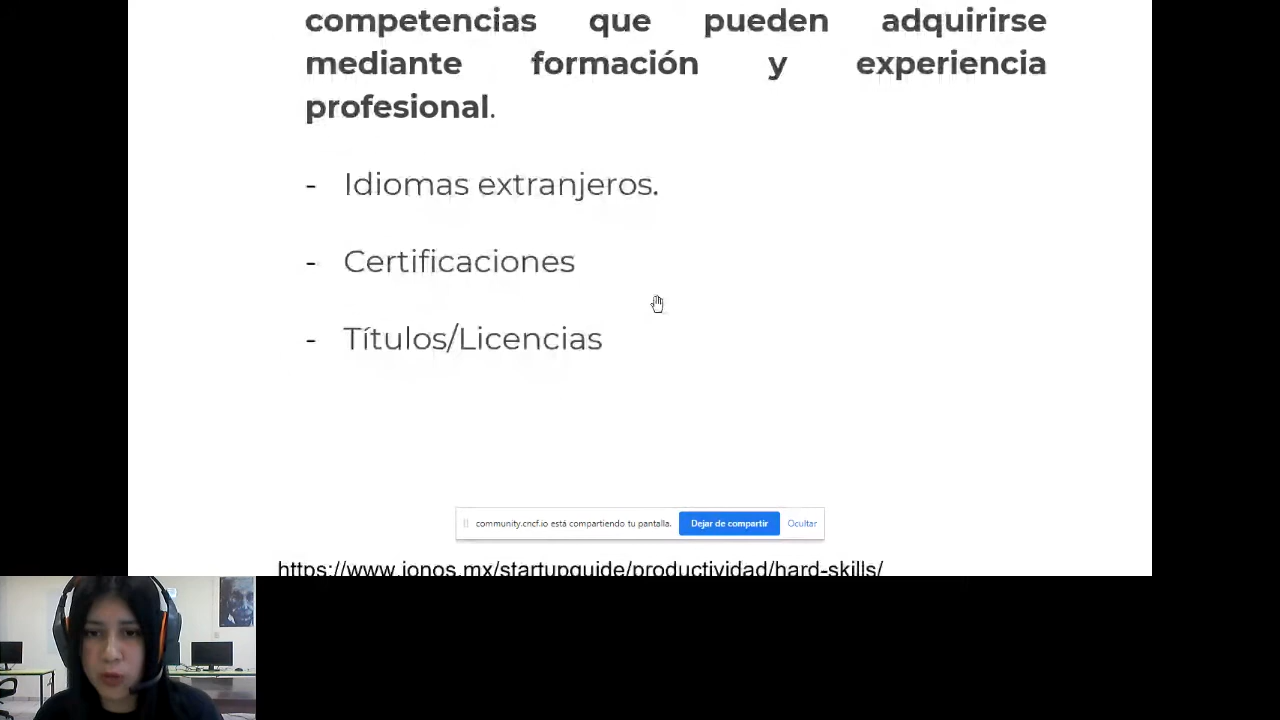 competencias que pueden adquirirse
mediante formación y experiencia
profesional.
- Idiomas extranjeros.
- Certificaciones
- Títulos/Licencias
community.cncf.io está compartiendo tu pantalla.
Dejar de compartir
Ocultar
https://www.ionos.mx/startupguide/productividad/hard-skills/